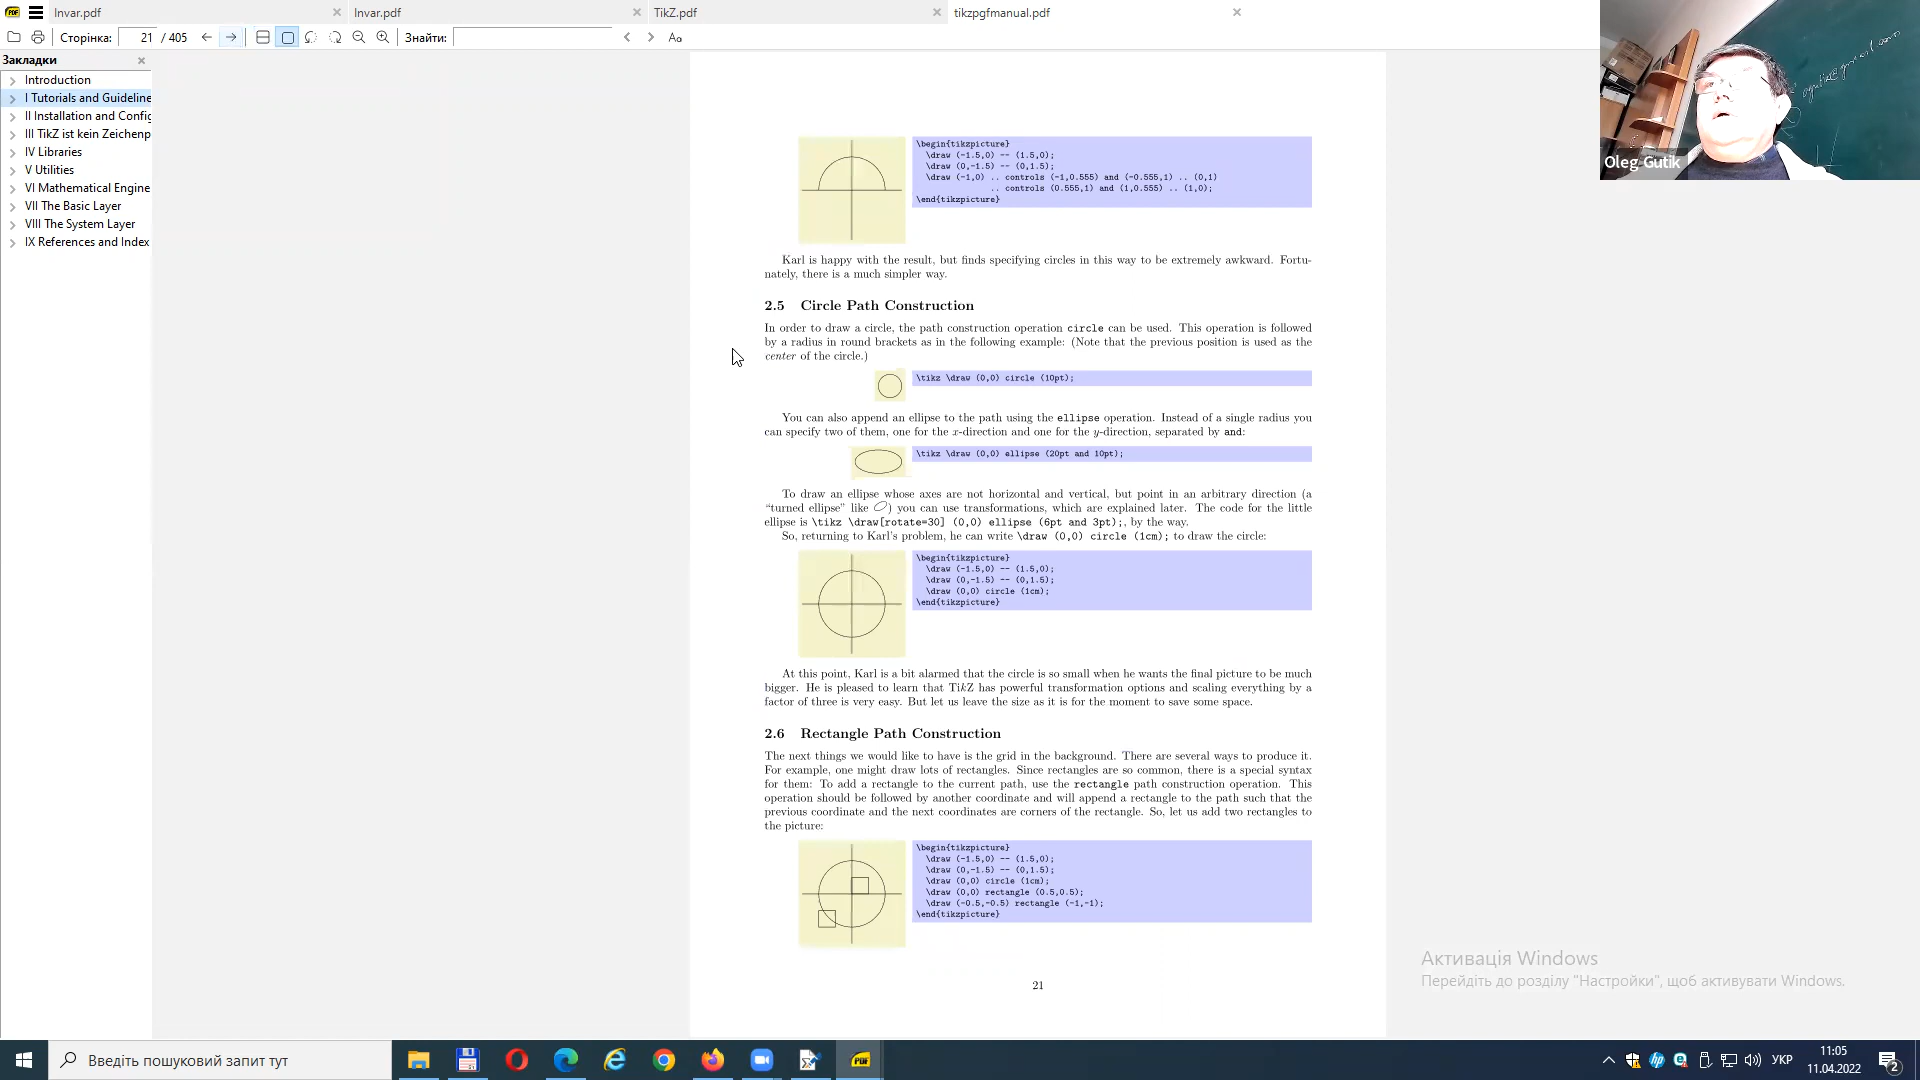 Invar.pdf
Invar.pdf
TikZ.pdf
tikzpgfmanual.pdf
Сторінка: 21 / 405
Знайти:
Закладки
Introduction
I Tutorials and Guideline
II Installation and Config
III TikZ ist kein Zeichenp
IV Libraries
V Utilities
VI Mathematical Engine
VII The Basic Layer
VIII The System Layer
IX References and Index
\begin{tikzpicture}
\draw (-1.5,0) -- (1.5,0);
\draw (0,-1.5) -- (0,1.5);
\draw (-1,0) .. controls (-1,0.555) and (-0.555,1) .. (0,1)
.. controls (0.555,1) and (1,0.555) .. (1,0);
\end{tikzpicture}
Karl is happy with the result, but finds specifying circles in this way to be extremely awkward. Fortu-
nately, there is a much simpler way.
2.5 Circle Path Construction
In order to draw a circle, the path construction operation circle can be used. This operation is followed
by a radius in round brackets as in the following example: (Note that the previous position is used as the
center of the circle.)
\tikz \draw (0,0) circle (10pt);
You can also append an ellipse to the path using the ellipse operation. Instead of a single radius you
can specify two of them, one for the x-direction and one for the y-direction, separated by and:
\tikz \draw (0,0) ellipse (20pt and 10pt);
To draw an ellipse whose axes are not horizontal and vertical, but point in an arbitrary direction (a
“turned ellipse” like ) you can use transformations, which are explained later. The code for the little
ellipse is \tikz \draw[rotate=30] (0,0) ellipse (6pt and 3pt);, by the way.
So, returning to Karl's problem, he can write \draw (0,0) circle (1cm); to draw the circle:
\begin{tikzpicture}
\draw (-1.5,0) -- (1.5,0);
\draw (0,-1.5) -- (0,1.5);
\draw (0,0) circle (1cm);
\end{tikzpicture}
At this point, Karl is a bit alarmed that the circle is so small when he wants the final picture to be much
bigger. He is pleased to learn that TikZ has powerful transformation options and scaling everything by a
factor of three is very easy. But let us leave the size as it is for the moment to save some space.
2.6 Rectangle Path Construction
The next things we would like to have is the grid in the background. There are several ways to produce it.
For example, one might draw lots of rectangles. Since rectangles are so common, there is a special syntax
for them: To add a rectangle to the current path, use the rectangle path construction operation. This
operation should be followed by another coordinate and will append a rectangle to the path such that the
previous coordinate and the next coordinates are corners of the rectangle. So, let us add two rectangles to
the picture:
\begin{tikzpicture}
\draw (-1.5,0) -- (1.5,0);
\draw (0,-1.5) -- (0,1.5);
\draw (0,0) circle (1cm);
\draw (0,0) rectangle (0.5,0.5);
\draw (-0.5,-0.5) rectangle (-1,-1);
\end{tikzpicture}
21
Oleg Gutik
Активація Windows
Перейдіть до розділу "Настройки", щоб активувати Windows.
Введіть пошуковий запит тут
УКР
11:05
11.04.2022
2